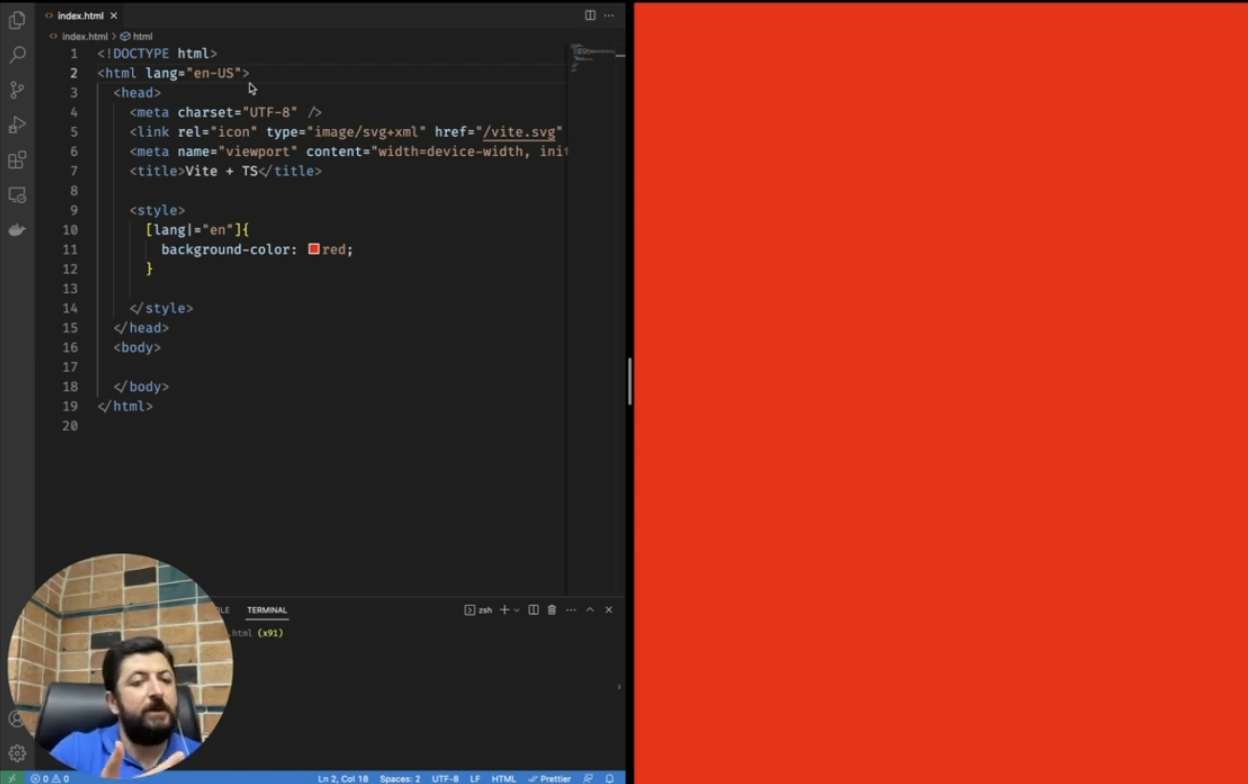 index.html
index.html > html
1 <!DOCTYPE html>
2 <html lang="en-US">
3 <head>
4 <meta charset="UTF-8" />
5 <link rel="icon" type="image/svg+xml" href="/vite.svg"
6 <meta name="viewport" content="width=device-width, init
7 <title>Vite + TS</title>
8
9 <style>
10 [lang|="en"]{
11 background-color: red;
12 }
13
14 </style>
15 </head>
16 <body>
17
18 </body>
19 </html>
20
TERMINAL
zsh
.html (x91)
0 0
Ln 2, Col 18 Spaces: 2 UTF-8 LF HTML Prettier